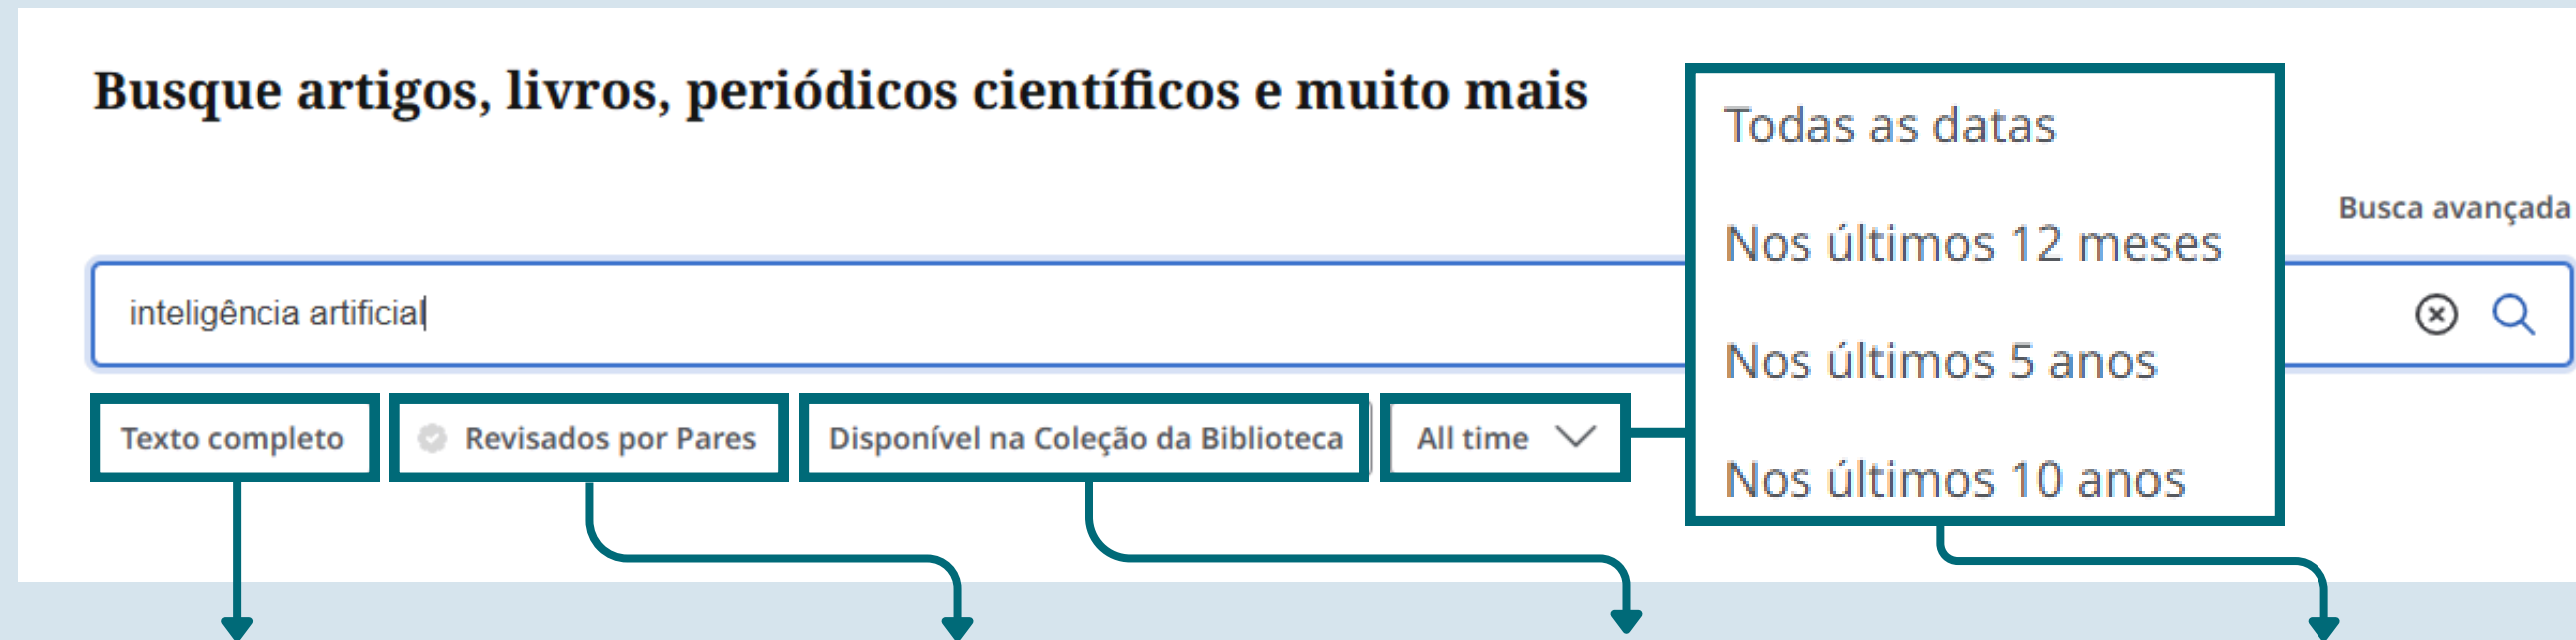 Busque artigos, livros, periódicos científicos e muito mais
Busca avançada
inteligência artificial
Texto completo
Revisados por Pares
Disponível na Coleção da Biblioteca
All time
Todas as datas
Nos últimos 12 meses
Nos últimos 5 anos
Nos últimos 10 anos